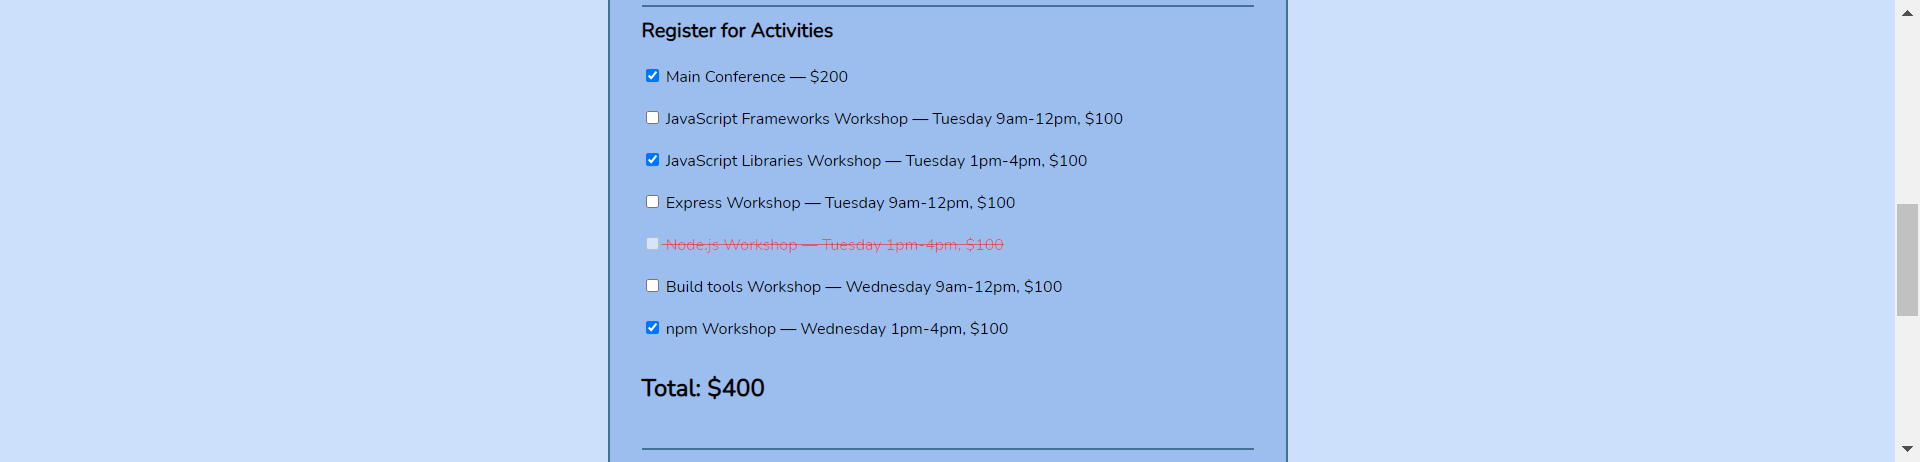 Register for Activities
Main Conference — $200
JavaScript Frameworks Workshop — Tuesday 9am-12pm, $100
JavaScript Libraries Workshop — Tuesday 1pm-4pm, $100
Express Workshop — Tuesday 9am-12pm, $100
Node.js Workshop — Tuesday 1pm-4pm, $100
Build tools Workshop — Wednesday 9am-12pm, $100
npm Workshop — Wednesday 1pm-4pm, $100
Total: $400